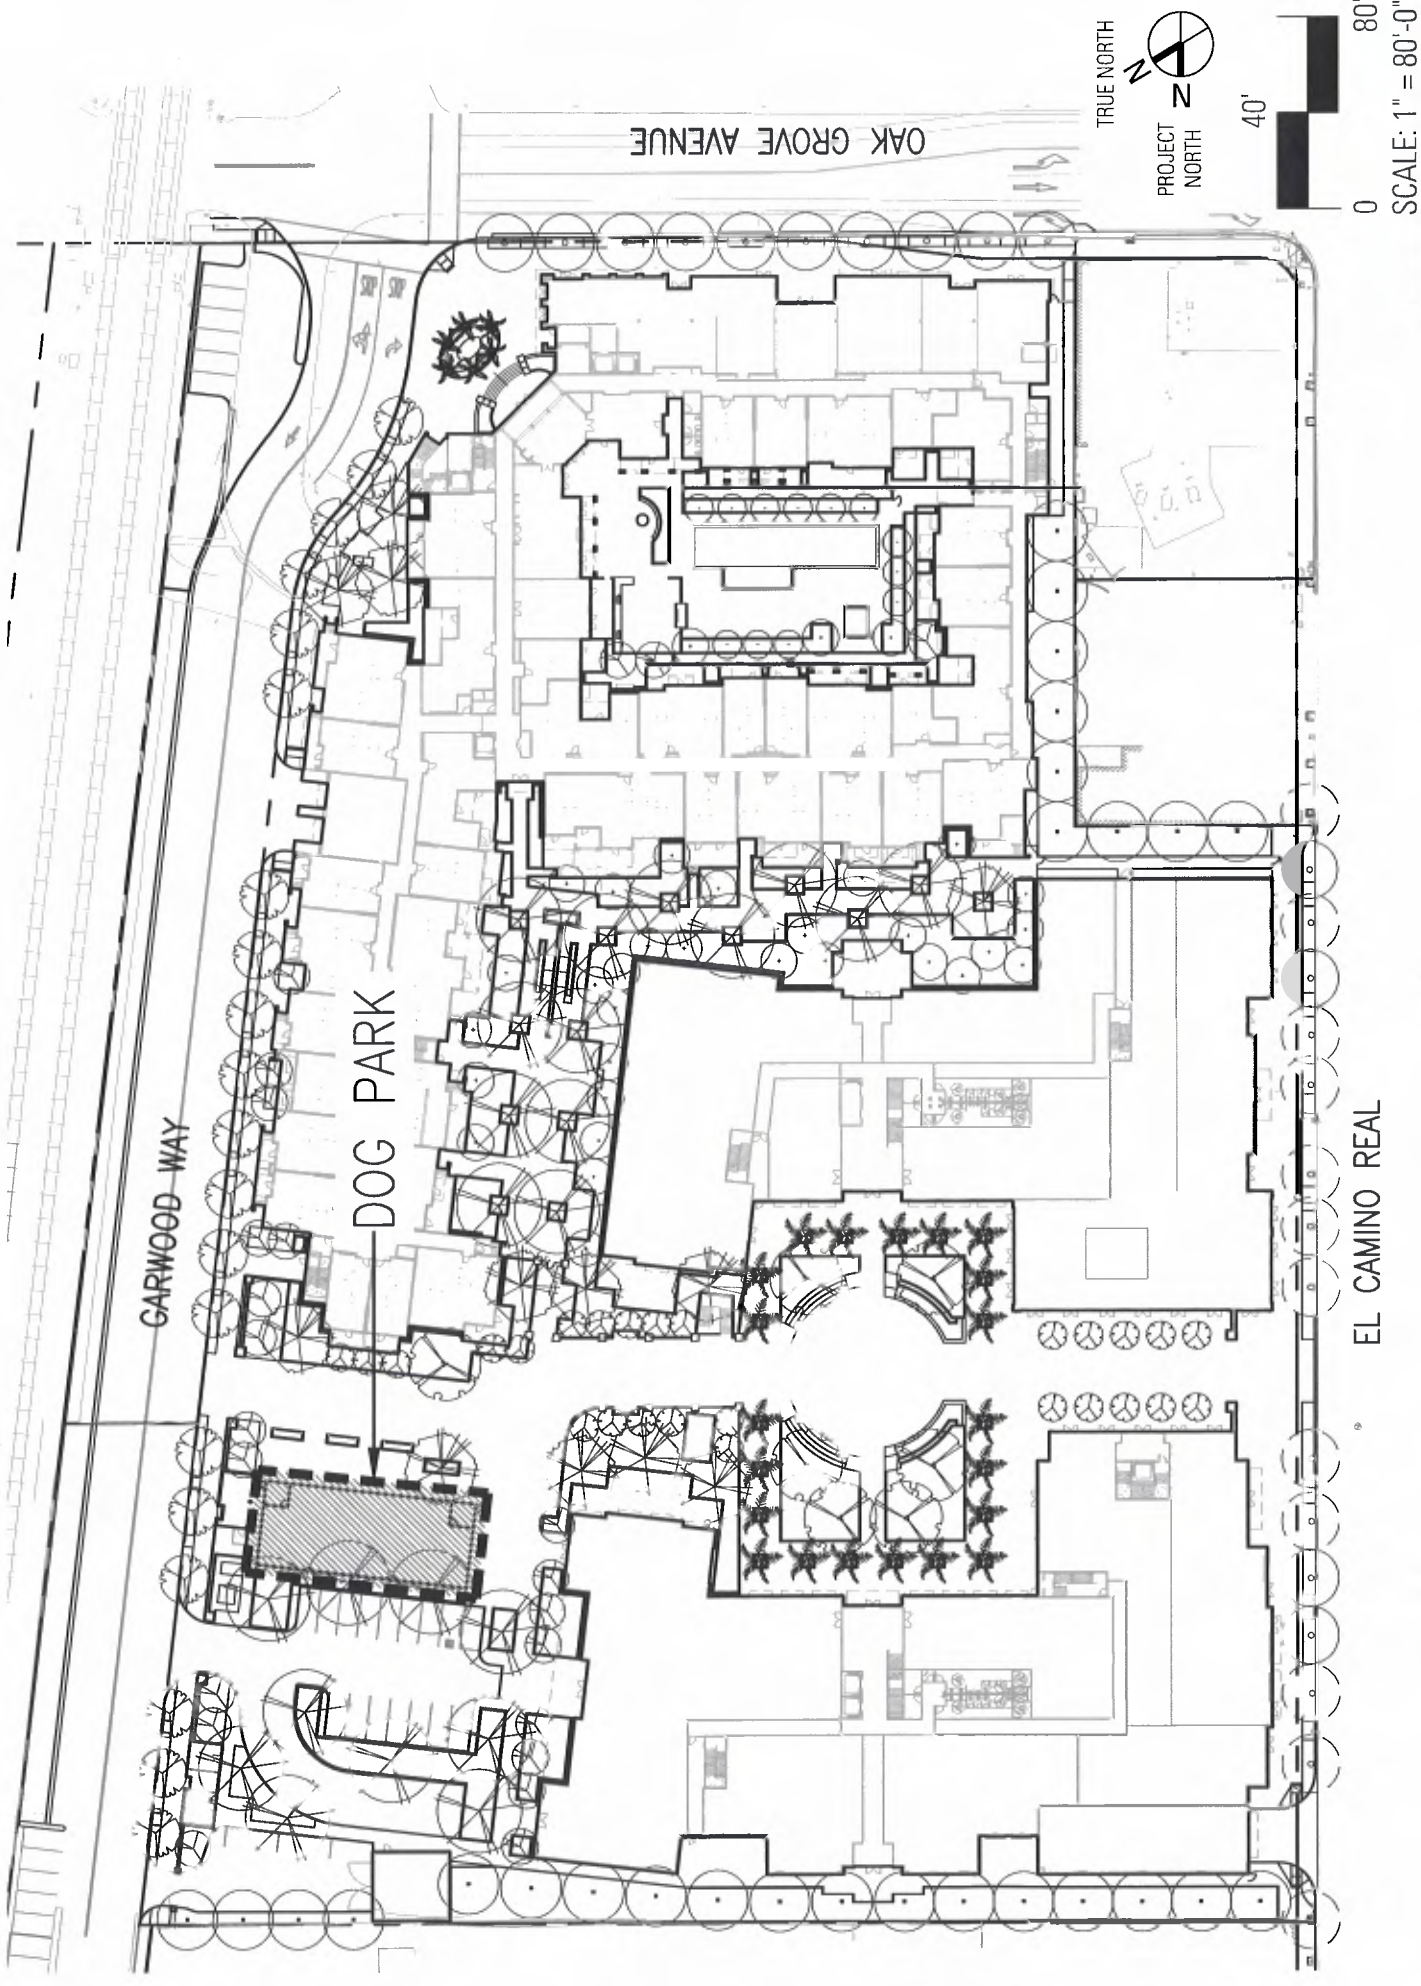 TRUE NORTH
N
N
PROJECT
NORTH
OAK GROVE AVENUE
40'
0
80'
SCALE: 1" = 80'-0"
GARWOOD WAY
DOG PARK
EL CAMINO REAL